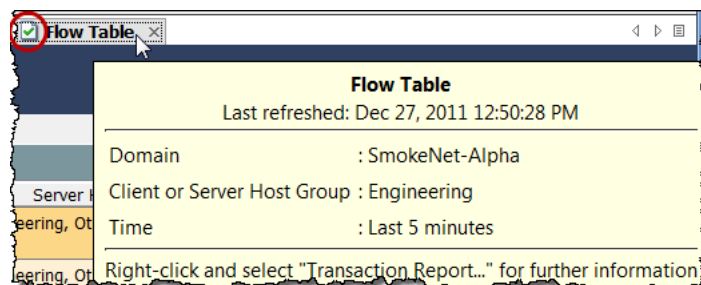 Flow Table
Flow Table
Last refreshed: Dec 27, 2011 12:50:28 PM
Domain : SmokeNet-Alpha
Server
Client or Server Host Group : Engineering
eering, Ot
Time : Last 5 minutes
eering, Ot
Right-click and select "Transaction Report..." for further information